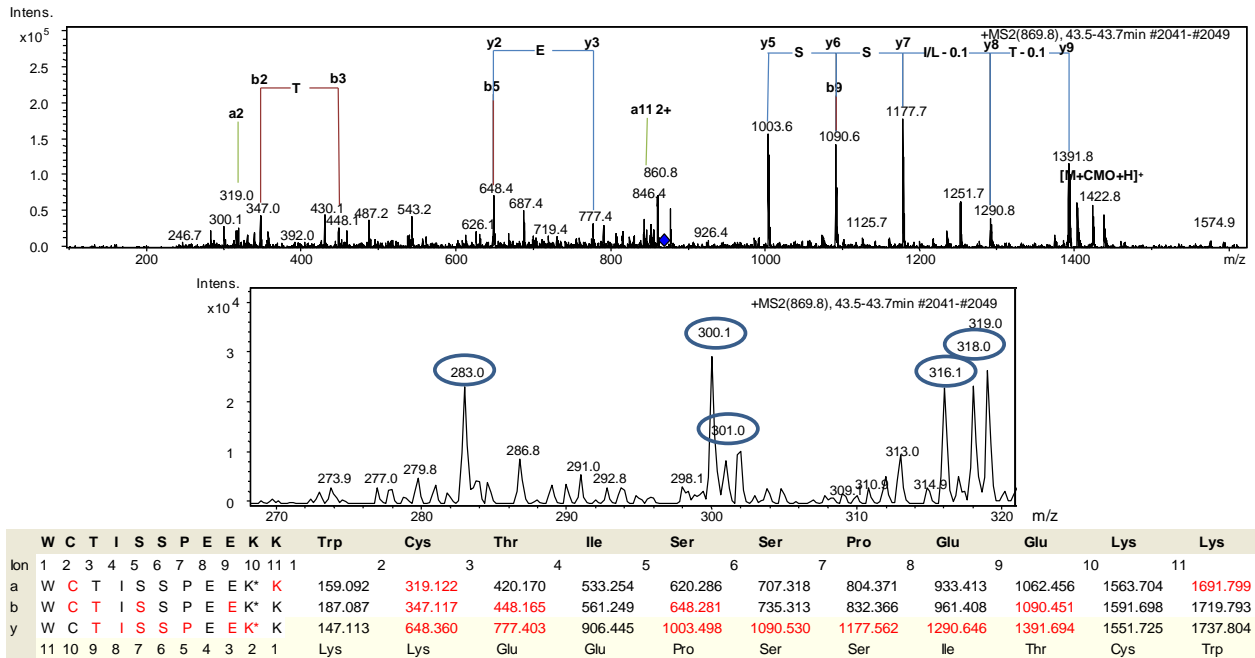 Intens.
x10⁵
+MS2(869.8), 43.5-43.7min #2041-#2049
y2 E y3
y5 S y6 S y7 I/L - 0.1 y8 T - 0.1 y9
b2 T b3
b5
b9
a2
a11 2+
[M+CMO+H]⁺
2.5
2.0
1.5
1.0
0.5
0.0
246.7
300.1
319.0
347.0
392.0
430.1
448.1
487.2
543.2
626.1
648.4
687.4
719.4
777.4
846.4
860.8
926.4
1003.6
1090.6
1125.7
1177.7
1251.7
1290.8
1391.8
1422.8
1574.9
200 400 600 800 1000 1200 1400 m/z
Intens.
x10⁴
+MS2(869.8), 43.5-43.7min #2041-#2049
4
3
2
1
0
273.9
277.0
279.8
283.0
286.8
291.0
292.8
298.1
300.1
301.0
309.1
310.9
313.0
314.9
316.1
318.0
319.0
270 280 290 300 310 320 m/z
W C T I S S P E E K K Trp Cys Thr Ile Ser Ser Pro Glu Glu Lys Lys
Ion 1 2 3 4 5 6 7 8 9 10 11 1 2 3 4 5 6 7 8 9 10 11
a W C T I S S P E E K* K 159.092 319.122 420.170 533.254 620.286 707.318 804.371 933.413 1062.456 1563.704 1691.799
b W C T I S S P E E K* K 187.087 347.117 448.165 561.249 648.281 735.313 832.366 961.408 1090.451 1591.698 1719.793
y W C T I S S P E E K* K 147.113 648.360 777.403 906.445 1003.498 1090.530 1177.562 1290.646 1391.694 1551.725 1737.804
11 10 9 8 7 6 5 4 3 2 1 Lys Lys Glu Glu Pro Ser Ser Ile Thr Cys Trp